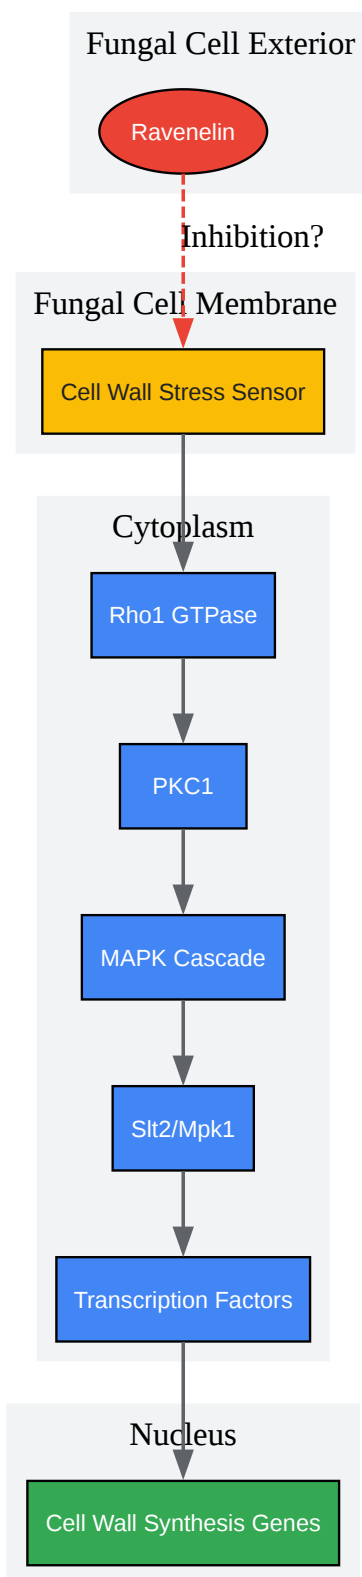 Fungal Cell Exterior
Ravenelin
Inhibition?
Fungal Cell Membrane
Cell Wall Stress Sensor
Cytoplasm
Rho1 GTPase
PKC1
MAPK Cascade
Slt2/Mpk1
Transcription Factors
Nucleus
Cell Wall Synthesis Genes